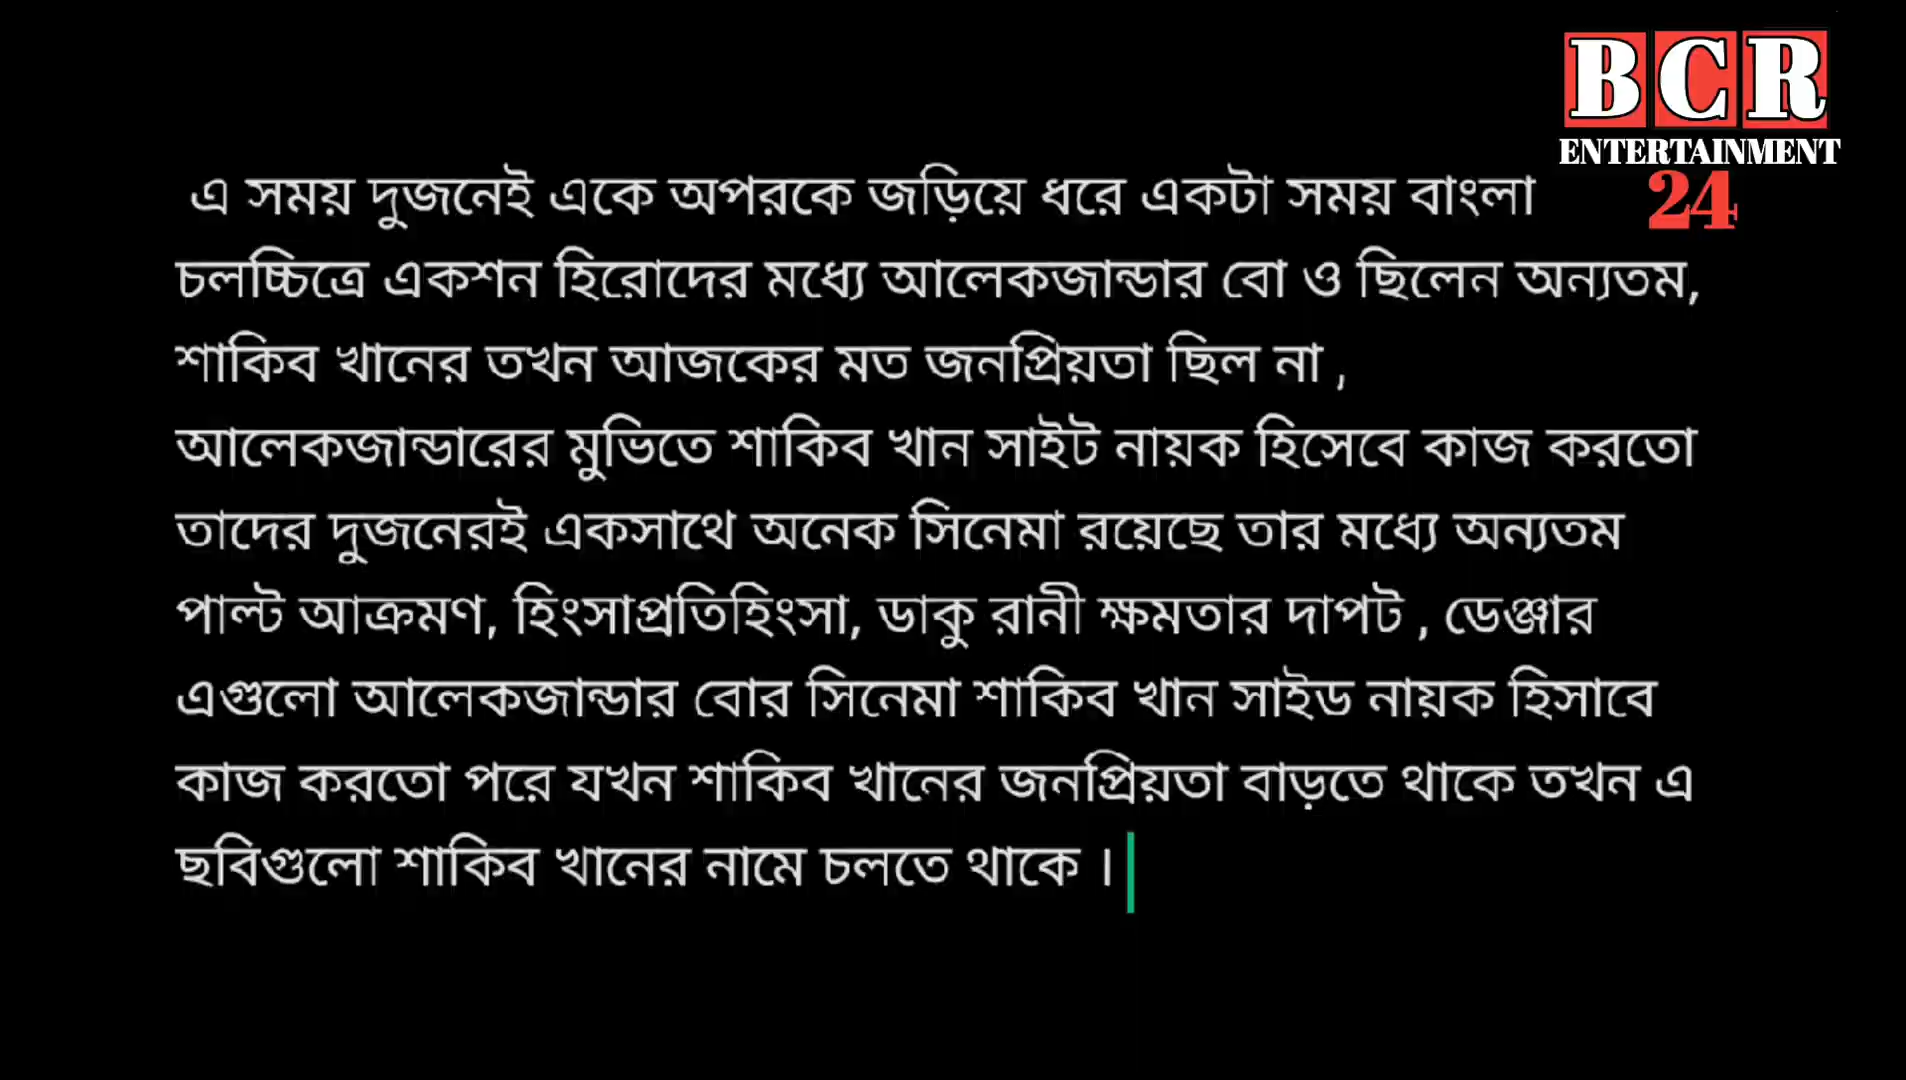 BCR
ENTERTAINMENT
24
এ সময় দুজনেই একে অপরকে জড়িয়ে ধরে একটা সময় বাংলা
চলচ্চিত্রে একশন হিরোদের মধ্যে আলেকজান্ডার বো ও ছিলেন অন্যতম,
শাকিব খানের তখন আজকের মত জনপ্রিয়তা ছিল না ,
আলেকজান্ডারের মুভিতে শাকিব খান সাইট নায়ক হিসেবে কাজ করতো
তাদের দুজনেরই একসাথে অনেক সিনেমা রয়েছে তার মধ্যে অন্যতম
পাল্ট আক্রমণ, হিংসাপ্রতিহিংসা, ডাকু রানী ক্ষমতার দাপট , ডেঞ্জার
এগুলো আলেকজান্ডার বোর সিনেমা শাকিব খান সাইড নায়ক হিসাবে
কাজ করতো পরে যখন শাকিব খানের জনপ্রিয়তা বাড়তে থাকে তখন এ
ছবিগুলো শাকিব খানের নামে চলতে থাকে ।